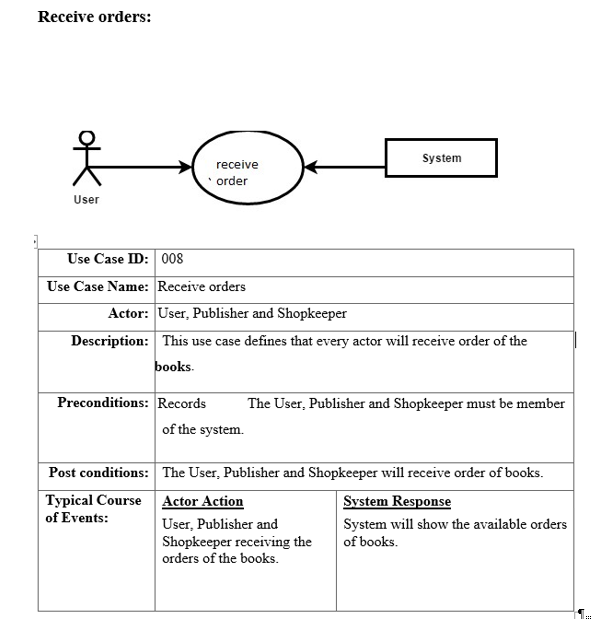 Receive orders:
receive
order
System
User
Use Case ID: 008
Use Case Name: Receive orders
Actor: User, Publisher and Shopkeeper
Description: This use case defines that every actor will receive order of the
books.
Preconditions: Records The User, Publisher and Shopkeeper must be member
of the system.
Post conditions: The User, Publisher and Shopkeeper will receive order of books.
Typical Course of Events:
Actor Action
User, Publisher and
Shopkeeper receiving the
orders of the books.
System Response
System will show the available orders
of books.
¶